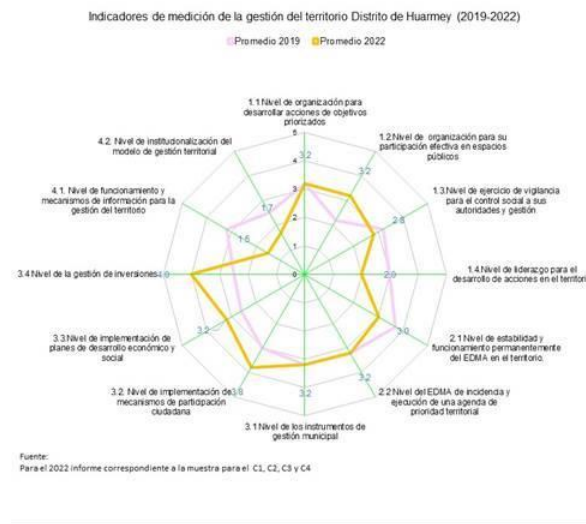 Indicadores de medición de la gestión del territorio Distrito de Huarmey (2019-2022)
Promedio 2019 Promedio 2022
1.1 Nivel de organización para
desarrollar acciones de objetivos
priorizados
1.2 Nivel de organización para su
participación efectiva en espacios
públicos
1.3 Nivel de ejercicio de vigilancia
para el control social a sus
autoridades y gestión
1.4 Nivel de liderazgo para el
desarrollo de acciones en el territori
2.1 Nivel de estabilidad y
funcionamiento permanentemente
del EDMA en el territorio.
2.2 Nivel del EDMA de incidencia y
ejecución de una agenda de
prioridad territorial
3.1 Nivel de los instrumentos de
gestión municipal
3.2. Nivel de implementación de
mecanismos de participación
ciudadana
3.3. Nivel de implementación de
planes de desarrollo económico y
social
3.4 Nivel de la gestión de inversiones
4.1. Nivel de funcionamiento y
mecanismos de información para la
gestión del territorio
4.2. Nivel de institucionalización del
modelo de gestión territorial
5
4
3
2
1
0
3.2
3.2
2.8
2.0
3.0
3.2
3.2
3.8
3.2
4.0
1.5
1.7
Fuente:
Para el 2022 informe correspondiente a la muestra para el C1, C2, C3 y C4